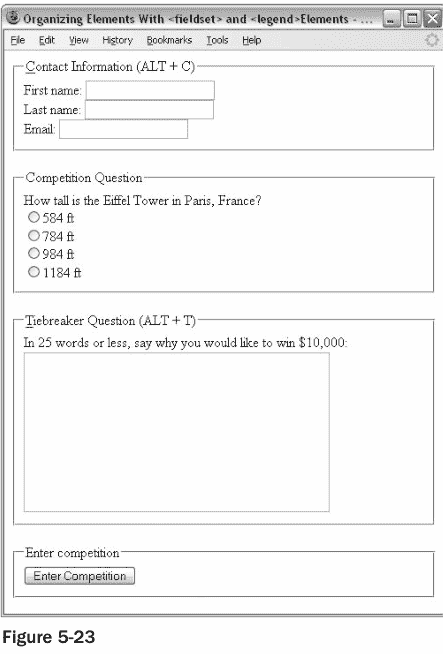 Organizing Elements With <fieldset> and <legend>Elements - ...
File Edit View History Bookmarks Tools Help
Contact Information (ALT + C)
First name:
Last name:
Email:
Competition Question
How tall is the Eiffel Tower in Paris, France?
584 ft
784 ft
984 ft
1184 ft
Tiebreaker Question (ALT + T)
In 25 words or less, say why you would like to win $10,000:
Enter competition
Enter Competition
Figure 5-23